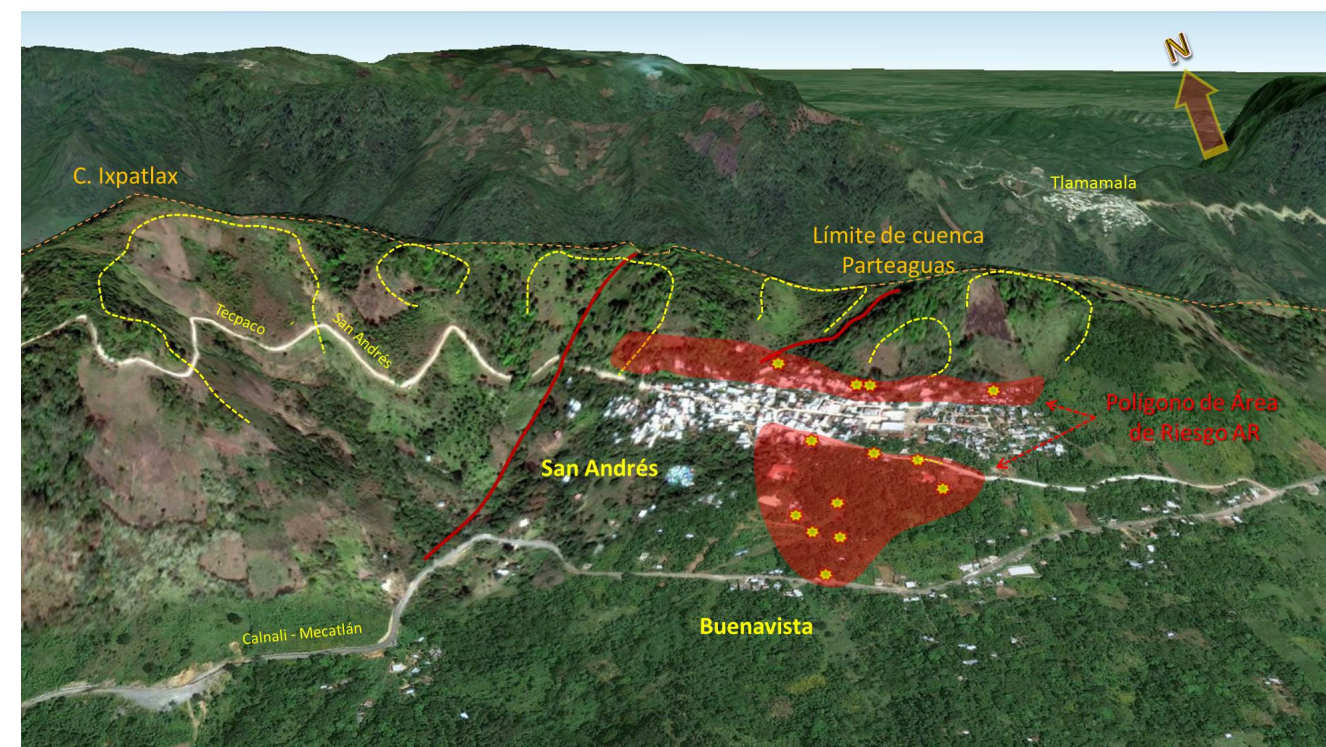 N
C. Ixpatlax
Tlamamala
Límite de cuenca
Parteaguas
Tecpaco
San Andrés
Polígono de Área
de Riesgo AR
San Andrés
Buenavista
Calnali - Mecatlán